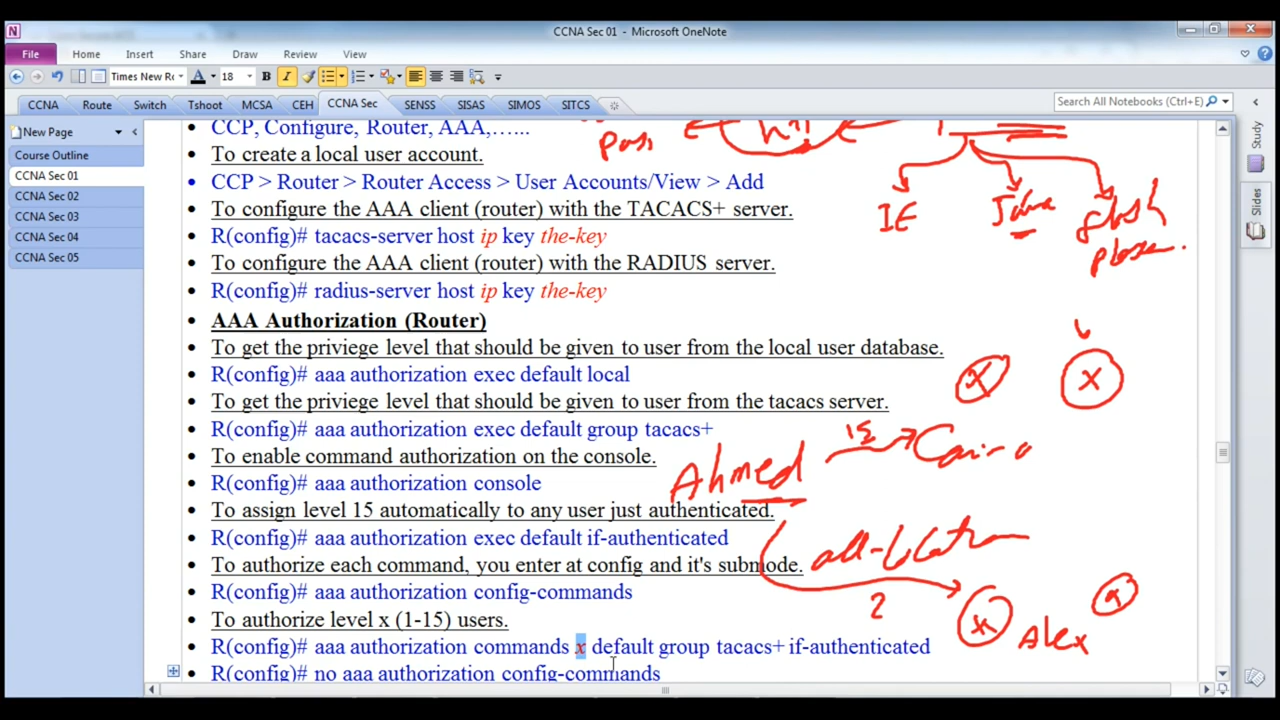 CCNA Sec 01 - Microsoft OneNote
File Home Insert Share Draw Review View
Times New Ro 18 B I
CCNA Route Switch Tshoot MCSA CEH CCNA Sec SENSS SISAS SIMOS SITCS
Search All Notebooks (Ctrl+E)
New Page
Course Outline
CCNA Sec 01
CCNA Sec 02
CCNA Sec 03
CCNA Sec 04
CCNA Sec 05
Study
Slides
CCP, Configure, Router, AAA,…...
To create a local user account.
CCP > Router > Router Access > User Accounts/View > Add
To configure the AAA client (router) with the TACACS+ server.
R(config)# tacacs-server host ip key the-key
To configure the AAA client (router) with the RADIUS server.
R(config)# radius-server host ip key the-key
AAA Authorization (Router)
To get the priviege level that should be given to user from the local user database.
R(config)# aaa authorization exec default local
To get the priviege level that should be given to user from the tacacs server.
R(config)# aaa authorization exec default group tacacs+
To enable command authorization on the console.
R(config)# aaa authorization console
To assign level 15 automatically to any user just authenticated.
R(config)# aaa authorization exec default if-authenticated
To authorize each command, you enter at config and it's submode.
R(config)# aaa authorization config-commands
To authorize level x (1-15) users.
R(config)# aaa authorization commands x default group tacacs+ if-authenticated
R(config)# no aaa authorization config-commands
IE
Java
flash
X
X
Ahmed
15
Cairo
2
X
Alex